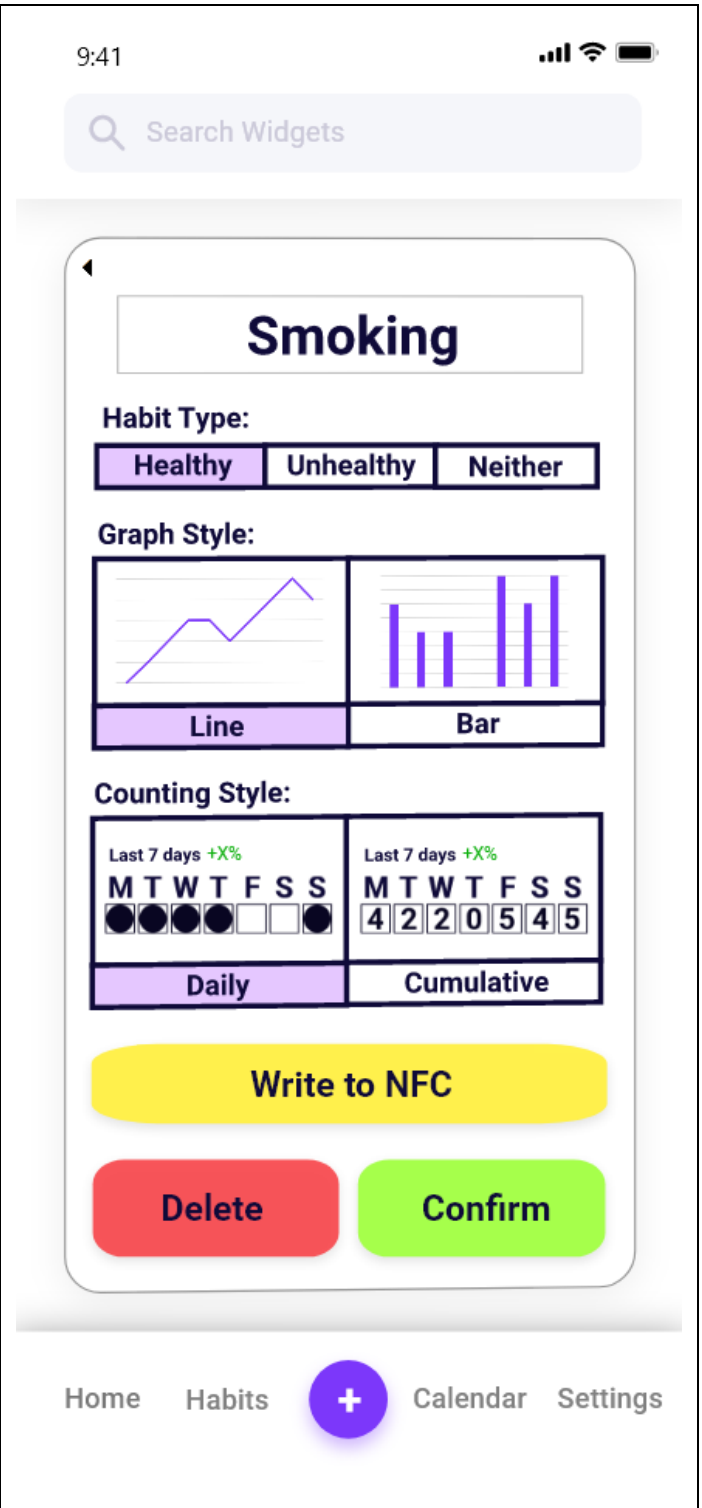 9:41
Search Widgets
Smoking
Habit Type:
Healthy Unhealthy Neither
Graph Style:
Line Bar
Counting Style:
Last 7 days +X% Last 7 days +X%
M T W T F S S M T W T F S S
4 2 2 0 5 4 5
Daily Cumulative
Write to NFC
Delete Confirm
Home Habits + Calendar Settings